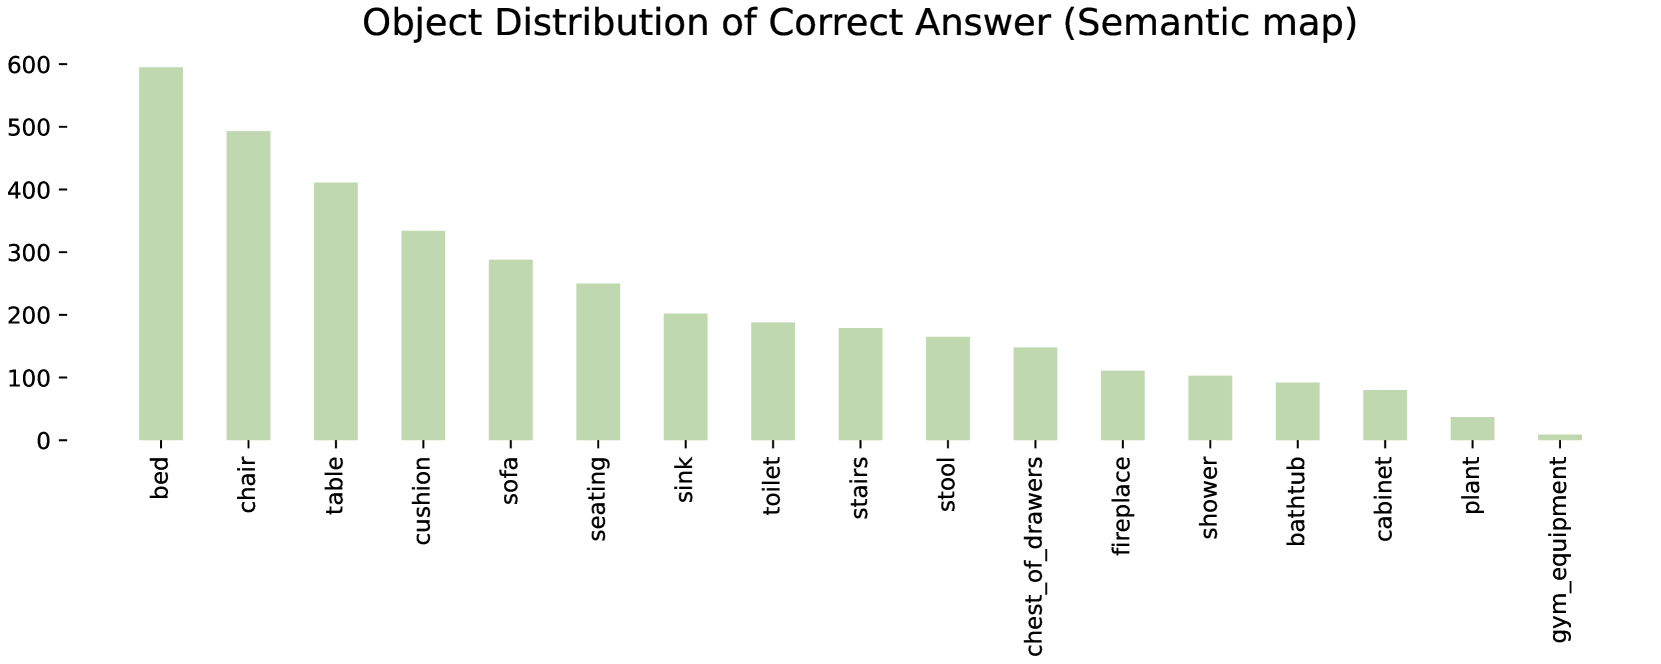 Object Distribution of Correct Answer (Semantic map)
600
500
400
300
200
100
0
bed
chair
table
cushion
sofa
seating
sink
toilet
stairs
stool
chest_of_drawers
fireplace
shower
bathtub
cabinet
plant
gym_equipment